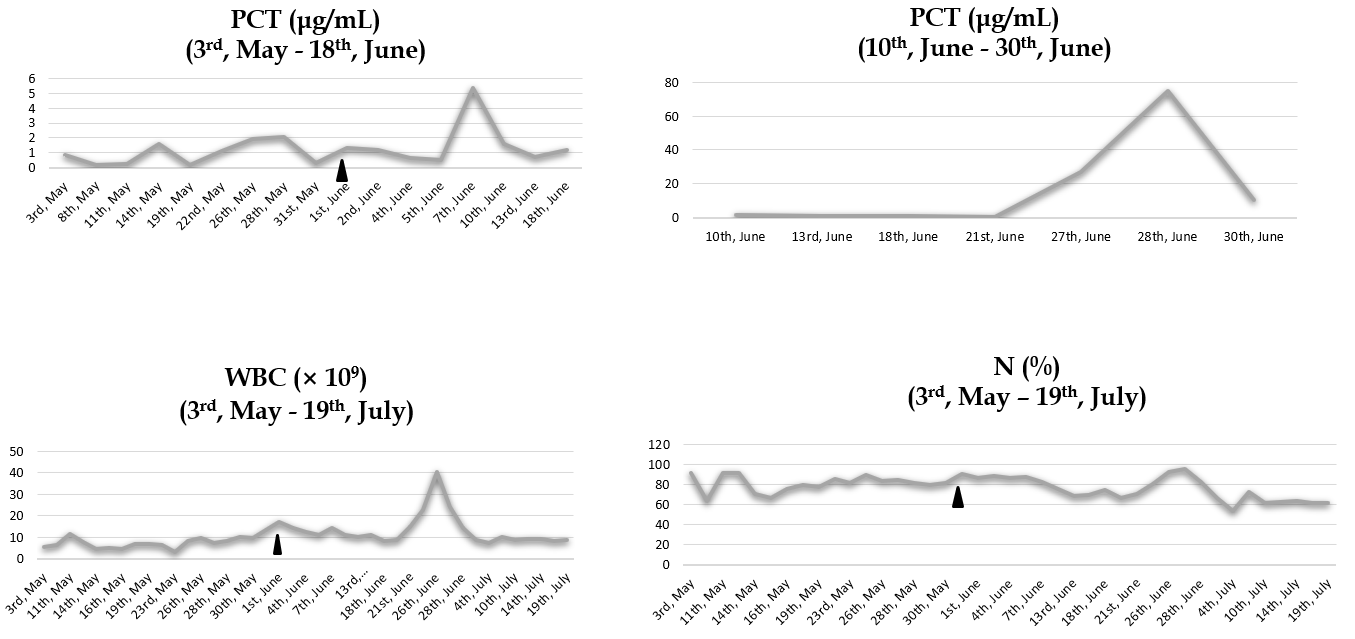 PCT (µg/mL)
(3rd, May - 18th, June)
6
5
4
3
2
1
0
3rd, May
8th, May
11th, May
14th, May
19th, May
22nd, May
26th, May
28th, May
31st, May
1st, June
2nd, June
4th, June
5th, June
7th, June
10th, June
13rd, June
18th, June
PCT (µg/mL)
(10th, June - 30th, June)
80
60
40
20
0
10th, June
13rd, June
18th, June
21st, June
27th, June
28th, June
30th, June
WBC (× 10⁹)
(3rd, May - 19th, July)
50
40
30
20
10
0
3rd, May
11th, May
14th, May
16th, May
19th, May
23rd, May
26th, May
28th, May
30th, May
1st, June
4th, June
7th, June
13rd,...
18th, June
21st, June
26th, June
28th, June
4th, July
10th, July
14th, July
19th, July
N (%)
(3rd, May – 19th, July)
120
100
80
60
40
20
0
3rd, May
11th, May
14th, May
16th, May
19th, May
23rd, May
26th, May
28th, May
30th, May
1st, June
4th, June
7th, June
13rd, June
18th, June
21st, June
26th, June
28th, June
4th, July
10th, July
14th, July
19th, July